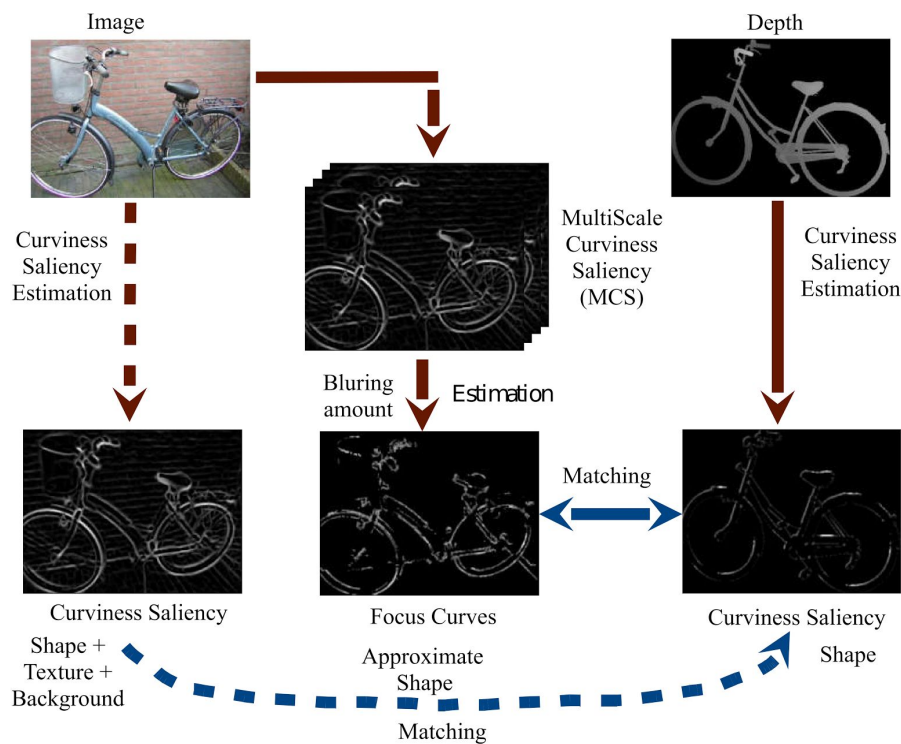 Image
Depth
Curviness
Saliency
Estimation
MultiScale
Curviness
Saliency
(MCS)
Curviness
Saliency
Estimation
Bluring
amount
Estimation
Matching
Curviness Saliency
Focus Curves
Curviness Saliency
Shape +
Texture +
Background
Approximate
Shape
Shape
Matching